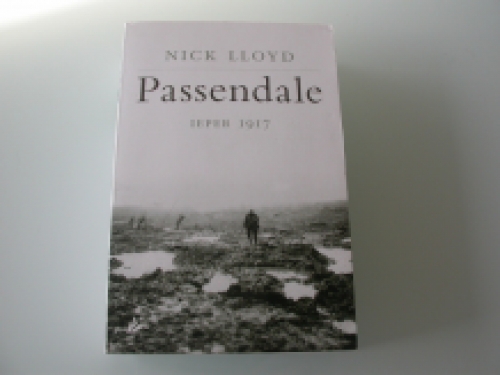 NICK LLOYD
Passendale
IEPER 1917